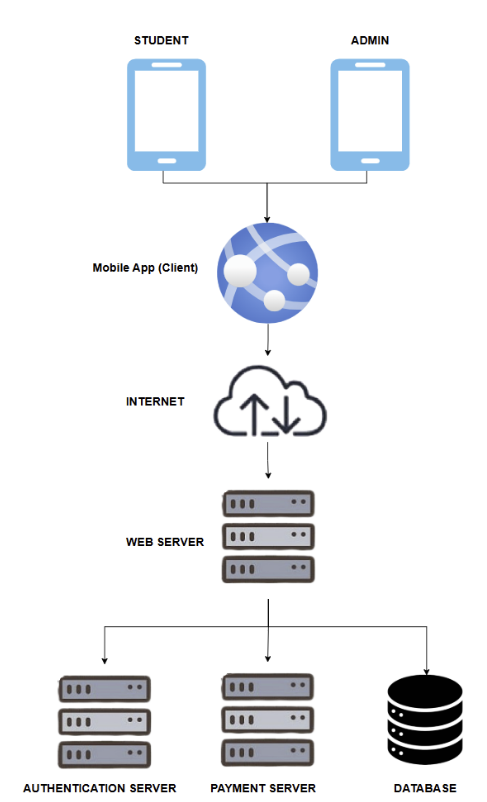 STUDENT
ADMIN
Mobile App (Client)
INTERNET
WEB SERVER
AUTHENTICATION SERVER
PAYMENT SERVER
DATABASE